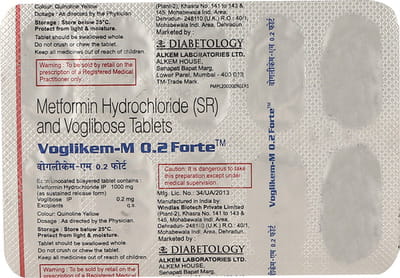 Colour: Quinoline Yellow
Dosage : As directed by the Physician.
Storage : Store below 25°C.
Protect from light & moisture.
Tablet should be swallowed whole.
Do not crush or chew the tablet.
Keep all medicines out of reach of children.
Warning : To be sold by retail on the
prescription of a Registered Medical
Practitioner only.
(Plant-2), Khasra No. 141 to 143 &
145, Mohabewala Ind. Area,
Dehradun- 248110 (U.K.) R.O.: 40/1,
Mohabewala Indl. Area, Dehradun.
Marketed by :
DIABETOLOGY
ALKEM LABORATORIES LTD.
ALKEM HOUSE,
Senapati Bapat Marg,
Lower Parel, Mumbai - 400 013
TM-Trade Mark.
Metformin Hydrochloride (SR)
and Voglibose Tablets
Voglikem-M 0.2 Forte™
वोग्लीकेम-एम 0.2 फोर्ट
Each uncoated bilayered tablet contains :
Metformin Hydrochloride IP 1000 mg
(as sustained release form)
Voglibose IP 0.2 mg
Excipients q.s.
Colour: Quinoline Yellow
Dosage : As directed by the Physician.
Storage : Store below 25°C.
Protect from light & moisture.
Tablet should be swallowed whole.
Do not crush or chew the tablet.
Keep all medicines out of reach of children.
Warning : To be sold by retail on the
prescription of a Registered Medical
Caution: It is dangerous to take
this preparation except under
medical supervision.
Mfg. Lic. No.: 34/UA/2013
Manufactured in India by
Windlas Biotech Private Limited
(Plant-2), Khasra No. 141 to 143 &
145, Mohabewala Ind. Area,
Dehradun- 248110 (U.K.) R.O.: 40/1,
Mohabewala Indl. Area, Dehradun.
Marketed by :
DIABETOLOGY
ALKEM LABORATORIES LTD.
ALKEM HOUSE,
Senapati Bapat Marg,
Voglikem-M 0.2 Forte™
वोग्लीकेम-एम 0.2 फोर्ट